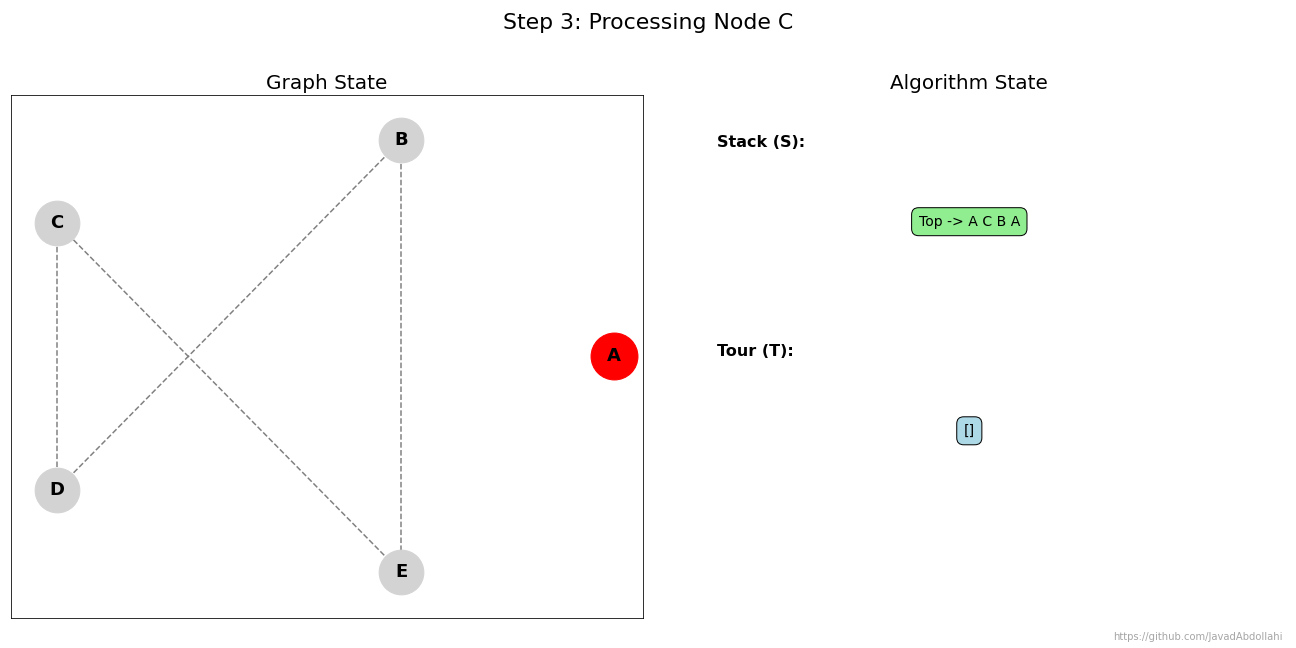 Step 3: Processing Node C
Graph State
B
C
A
D
E
Algorithm State
Stack (S):
Top -> A C B A
Tour (T):
[]
https://github.com/JavadAbdollahi